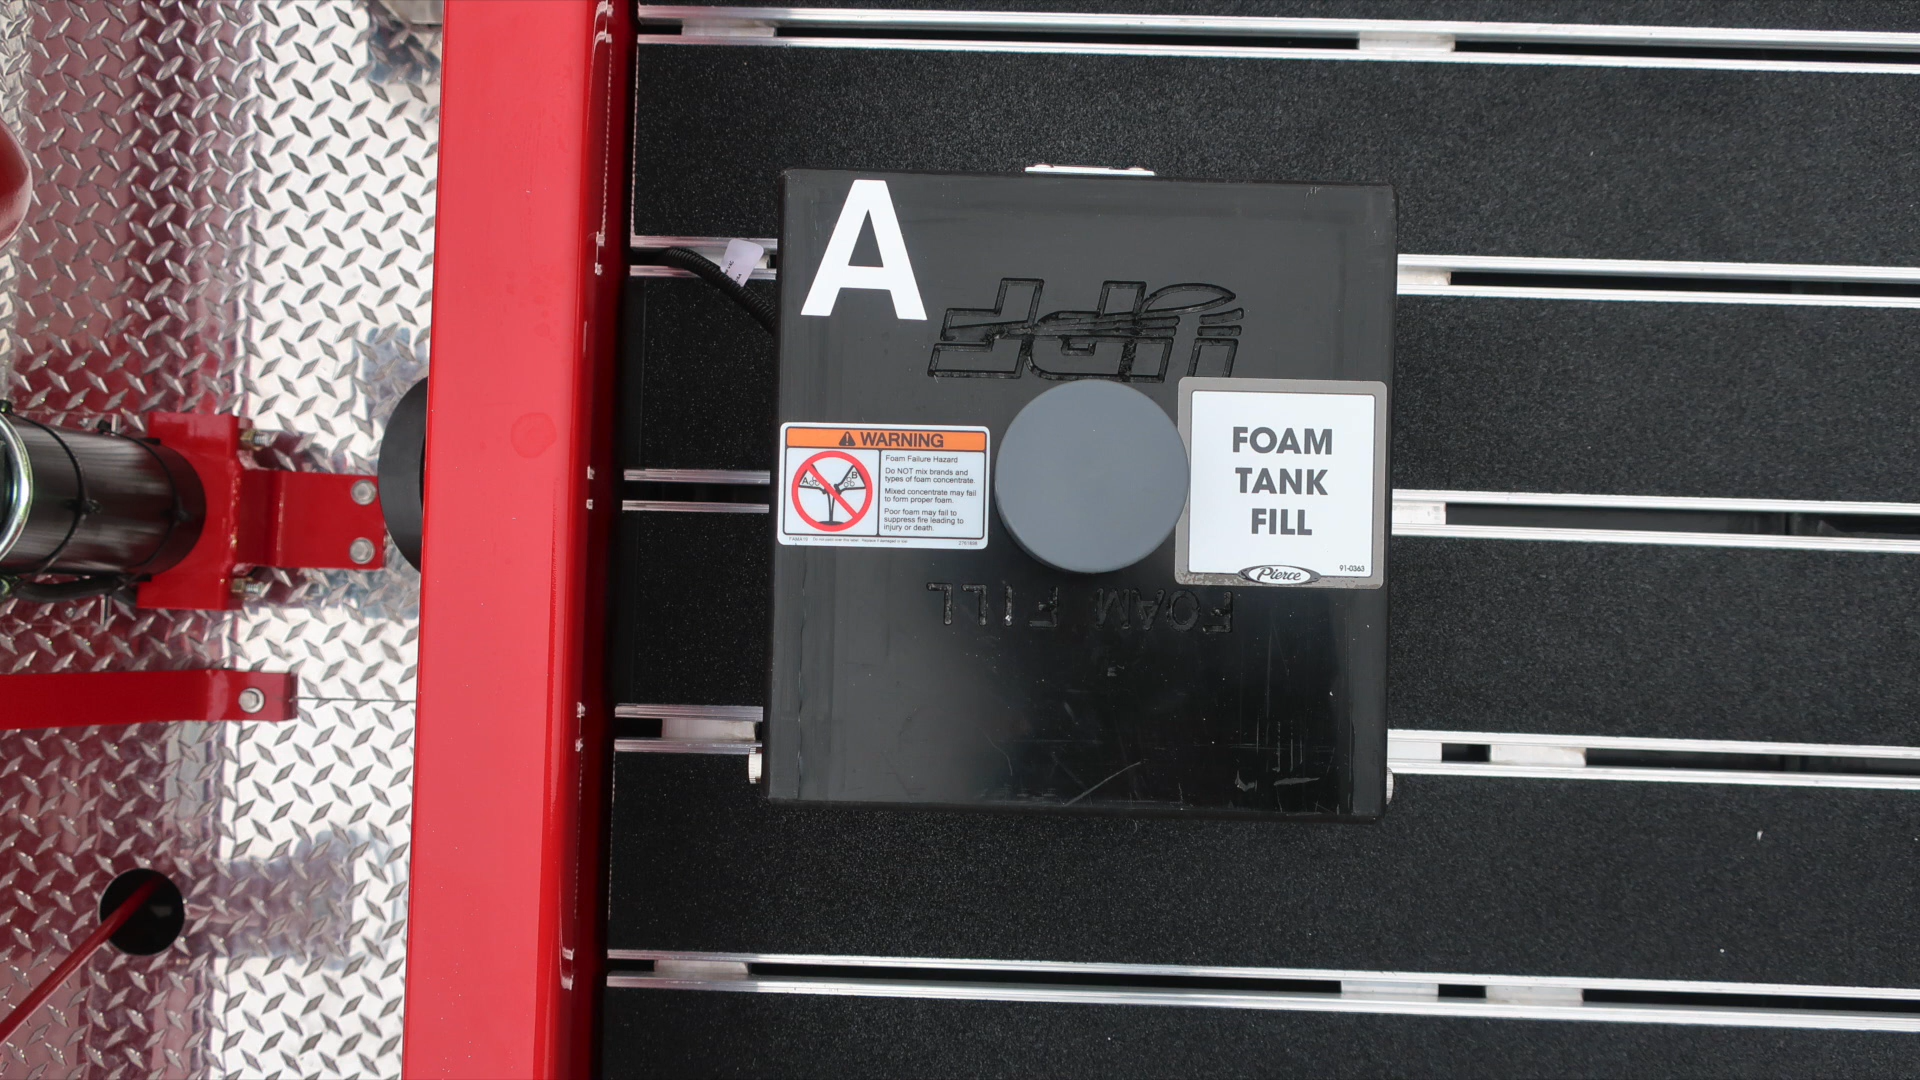 A
UPF
WARNING
Foam Failure Hazard
Do NOT mix brands and
types of foam concentrate.
Mixed concentrate may fail
to form proper foam.
Poor foam may fail to
suppress fire leading to
injury or death.
A
B
FOAM
TANK
FILL
Pierce
91-0363
FOAM FILL